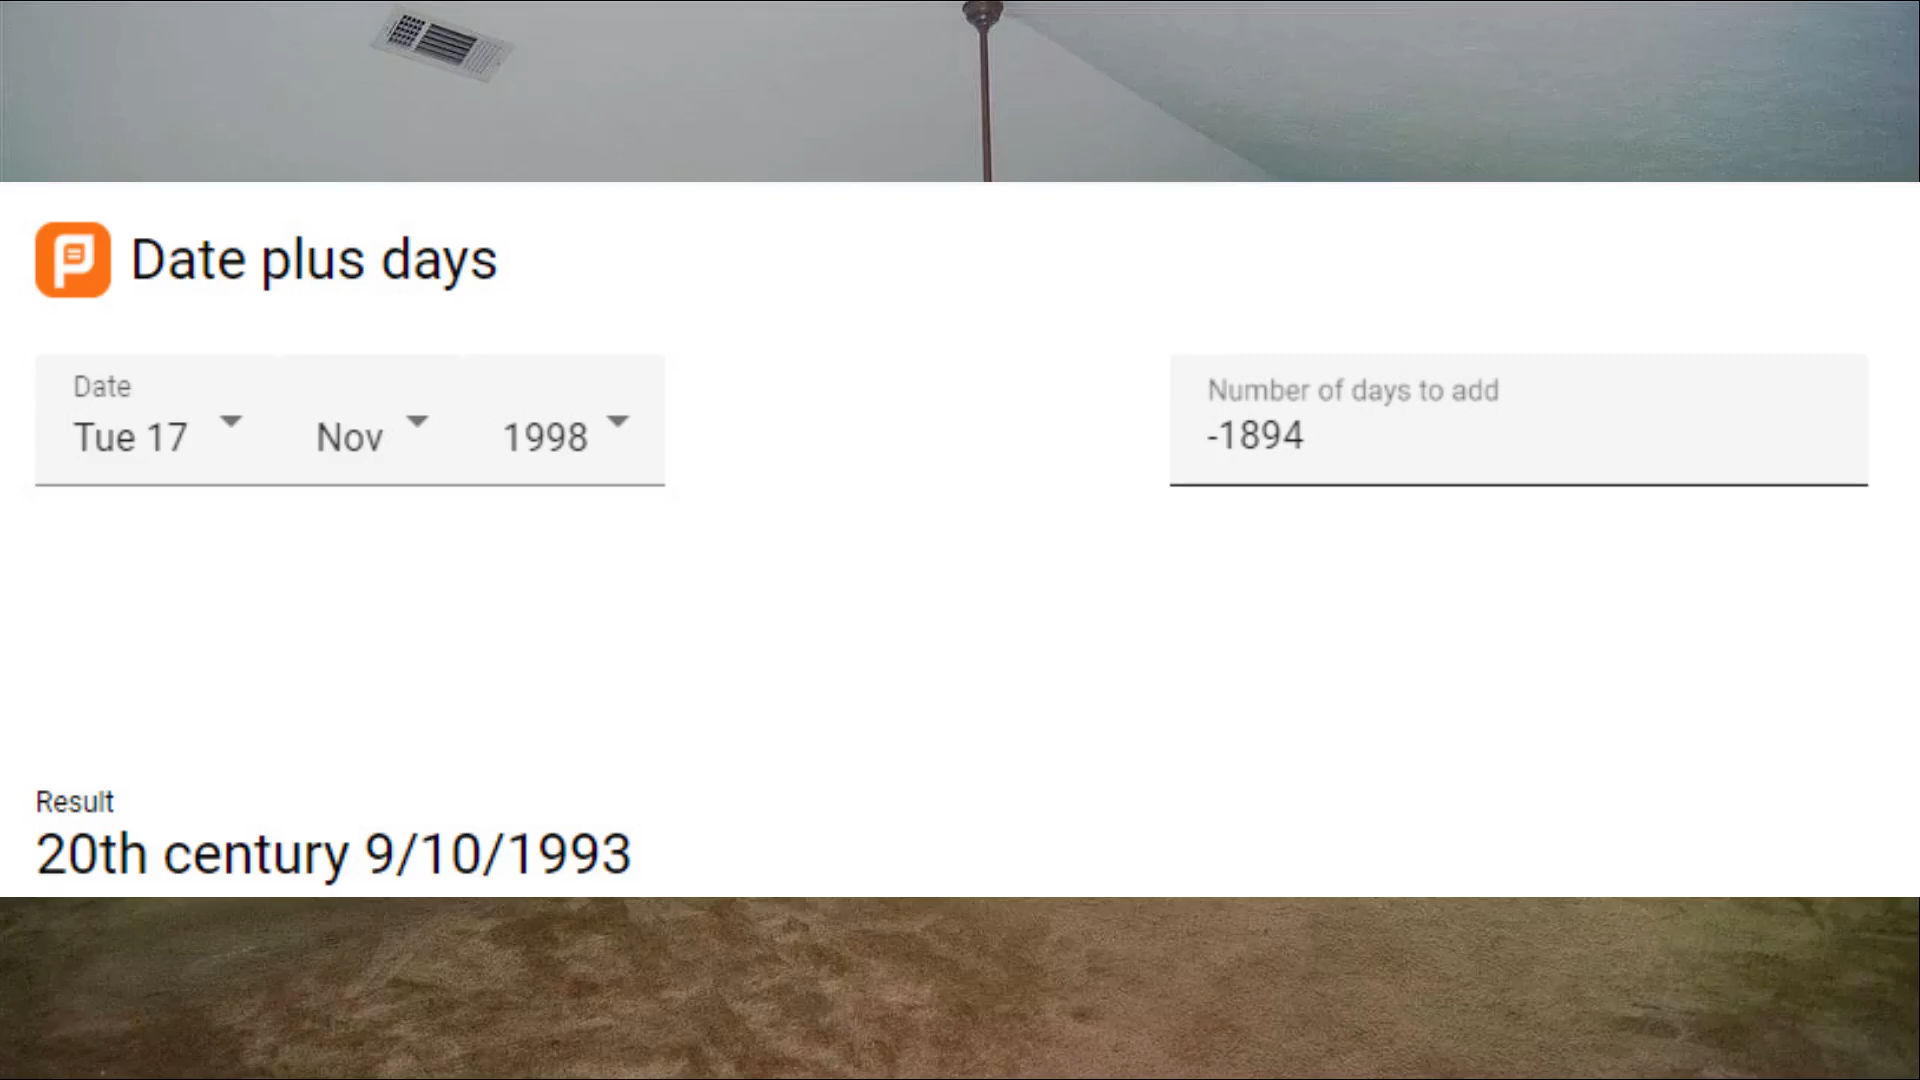 Date plus days
Date
Tue 17 Nov 1998
Number of days to add
-1894
Result
20th century 9/10/1993